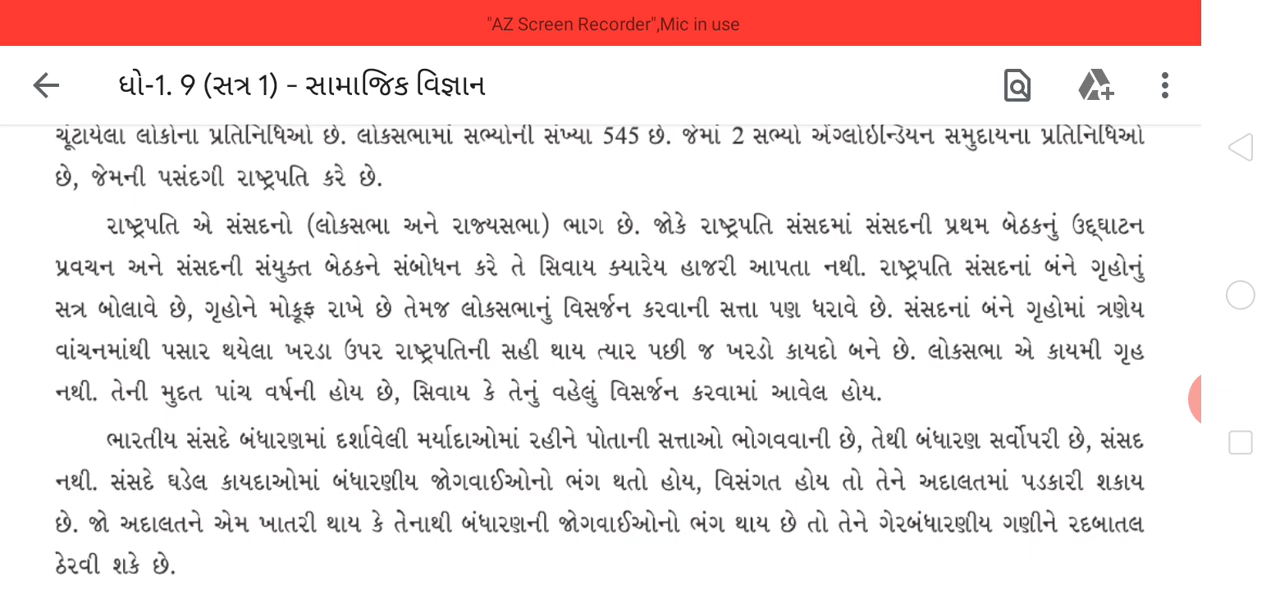 "AZ Screen Recorder",Mic in use
ધો-1. 9 (સત્ર 1) - સામાજિક વિજ્ઞાન
ચૂંટાયેલા લોકોના પ્રતિનિધિઓ છે. લોકસભામાં સભ્યોની સંખ્યા 545 છે. જેમાં 2 સભ્યો ઍંગ્લોઇન્ડિયન સમુદાયના પ્રતિનિધિઓ
છે, જેમની પસંદગી રાષ્ટ્રપતિ કરે છે.
રાષ્ટ્રપતિ એ સંસદનો (લોકસભા અને રાજ્યસભા) ભાગ છે. જોકે રાષ્ટ્રપતિ સંસદમાં સંસદની પ્રથમ બેઠકનું ઉદ્ઘાટન
પ્રવચન અને સંસદની સંયુક્ત બેઠકને સંબોધન કરે તે સિવાય ક્યારેય હાજરી આપતા નથી. રાષ્ટ્રપતિ સંસદનાં બંને ગૃહોનું
સત્ર બોલાવે છે, ગૃહોને મોકૂફ રાખે છે તેમજ લોકસભાનું વિસર્જન કરવાની સત્તા પણ ધરાવે છે. સંસદનાં બંને ગૃહોમાં ત્રણેય
વાંચનમાંથી પસાર થયેલા ખરડા ઉપર રાષ્ટ્રપતિની સહી થાય ત્યાર પછી જ ખરડો કાયદો બને છે. લોકસભા એ કાયમી ગૃહ
નથી. તેની મુદત પાંચ વર્ષની હોય છે, સિવાય કે તેનું વહેલું વિસર્જન કરવામાં આવેલ હોય.
ભારતીય સંસદે બંધારણમાં દર્શાવેલી મર્યાદાઓમાં રહીને પોતાની સત્તાઓ ભોગવવાની છે, તેથી બંધારણ સર્વોપરી છે, સંસદ
નથી. સંસદે ઘડેલ કાયદાઓમાં બંધારણીય જોગવાઈઓનો ભંગ થતો હોય, વિસંગત હોય તો તેને અદાલતમાં પડકારી શકાય
છે. જો અદાલતને એમ ખાતરી થાય કે તેનાથી બંધારણની જોગવાઈઓનો ભંગ થાય છે તો તેને ગેરબંધારણીય ગણીને રદબાતલ
ઠેરવી શકે છે.